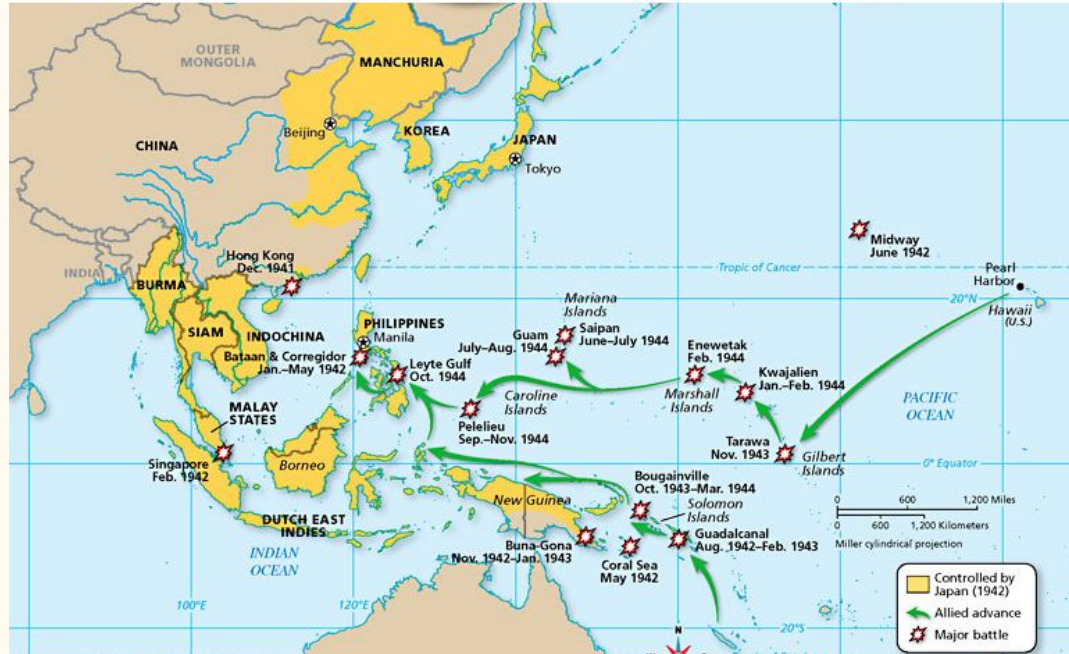 OUTER
MONGOLIA
MANCHURIA
Beijing
KOREA
JAPAN
Tokyo
CHINA
Midway
June 1942
Hong Kong
Dec. 1941
INDIA
BURMA
Tropic of Cancer
Pearl
Harbor
20°N
Hawaii
(U.S.)
Mariana
Islands
SIAM
INDOCHINA
PHILIPPINES
Manila
Guam
July–Aug. 1944
Saipan
June–July 1944
Bataan & Corregidor
Jan.–May 1942
Leyte Gulf
Oct. 1944
Enewetak
Feb. 1944
Kwajalien
Jan.–Feb. 1944
Caroline
Islands
Marshall
Islands
PACIFIC
OCEAN
MALAY
STATES
Pelelieu
Sep.–Nov. 1944
Tarawa
Nov. 1943
Gilbert
Islands
Singapore
Feb. 1942
Borneo
0° Equator
Bougainville
Oct. 1943–Mar. 1944
New Guinea
Solomon
Islands
0 600 1,200 Miles
0 600 1,200 Kilometers
Miller cylindrical projection
DUTCH EAST
INDIES
Buna-Gona
Nov. 1942–Jan. 1943
Guadalcanal
Aug. 1942–Feb. 1943
Coral Sea
May 1942
INDIAN
OCEAN
Controlled by
Japan (1942)
Allied advance
Major battle
100°E
120°E
N
20°S